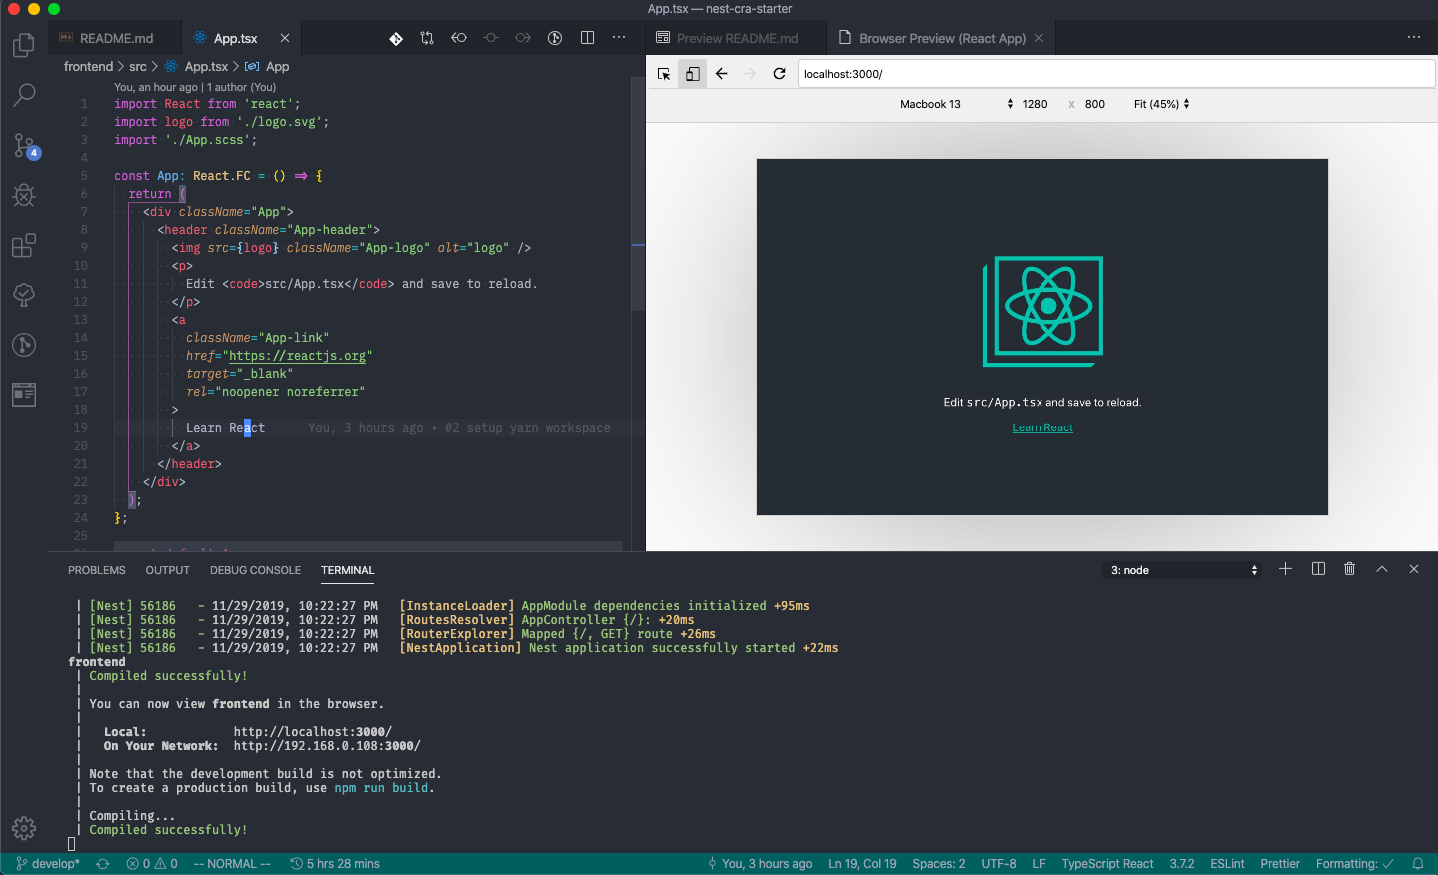 App.tsx — nest-cra-starter
README.md
App.tsx
Preview README.md
Browser Preview (React App)
frontend > src > App.tsx > App
localhost:3000/
Macbook 13 1280 x 800 Fit (45%)
You, an hour ago | 1 author (You)
1 import React from 'react';
2 import logo from './logo.svg';
3 import './App.scss';
4
5 const App: React.FC = () => {
6 return (
7 <div className="App">
8 <header className="App-header">
9 <img src={logo} className="App-logo" alt="logo" />
10 <p>
11 Edit <code>src/App.tsx</code> and save to reload.
12 </p>
13 <a
14 className="App-link"
15 href="https://reactjs.org"
16 target="_blank"
17 rel="noopener noreferrer"
18 >
19 Learn React You, 3 hours ago • #2 setup yarn workspace
20 </a>
21 </header>
22 </div>
23 );
24 };
25
4
Edit src/App.tsx and save to reload.
Learn React
PROBLEMS OUTPUT DEBUG CONSOLE TERMINAL
3: node
| [Nest] 56186 - 11/29/2019, 10:22:27 PM [InstanceLoader] AppModule dependencies initialized +95ms
| [Nest] 56186 - 11/29/2019, 10:22:27 PM [RoutesResolver] AppController {/}: +20ms
| [Nest] 56186 - 11/29/2019, 10:22:27 PM [RouterExplorer] Mapped {/, GET} route +26ms
| [Nest] 56186 - 11/29/2019, 10:22:27 PM [NestApplication] Nest application successfully started +22ms
frontend
| Compiled successfully!
|
| You can now view frontend in the browser.
|
| Local: http://localhost:3000/
| On Your Network: http://192.168.0.108:3000/
|
| Note that the development build is not optimized.
| To create a production build, use npm run build.
|
| Compiling...
| Compiled successfully!
develop* 0 0 -- NORMAL -- 5 hrs 28 mins You, 3 hours ago Ln 19, Col 19 Spaces: 2 UTF-8 LF TypeScript React 3.7.2 ESLint Prettier Formatting: ✓